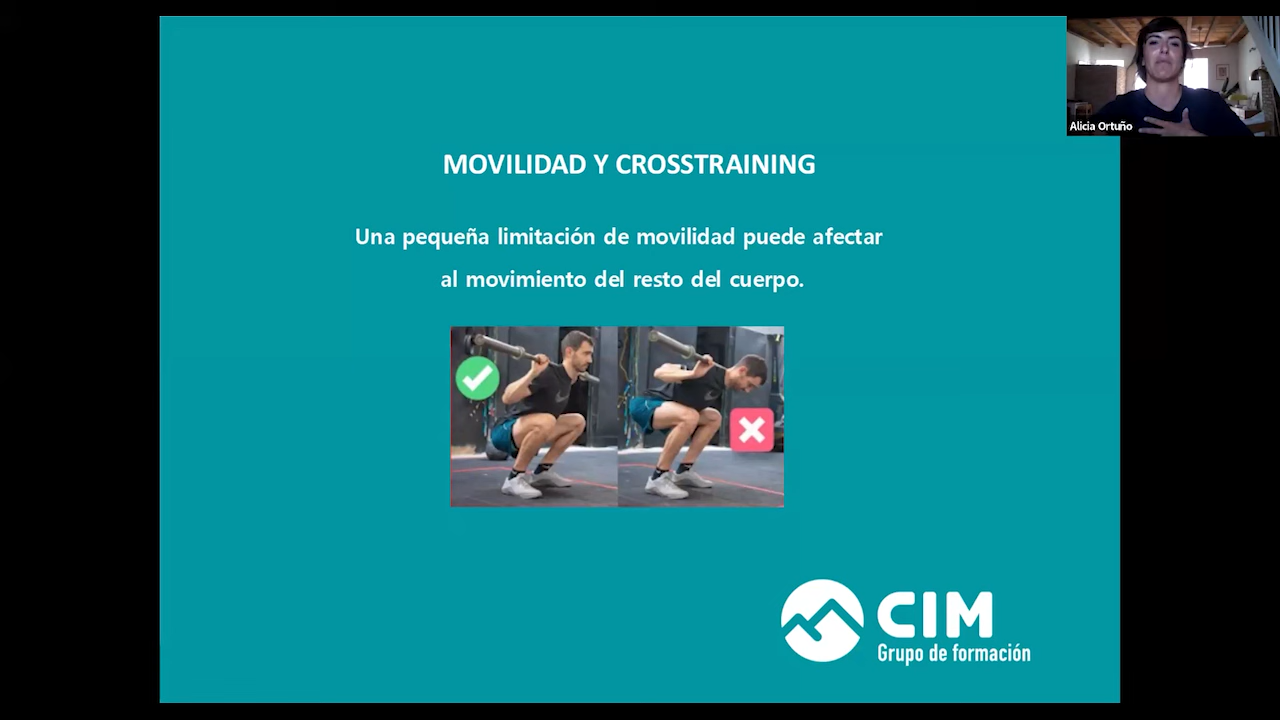 Alicia Ortuño
MOVILIDAD Y CROSSTRAINING
Una pequeña limitación de movilidad puede afectar
al movimiento del resto del cuerpo.
CIM
Grupo de formación